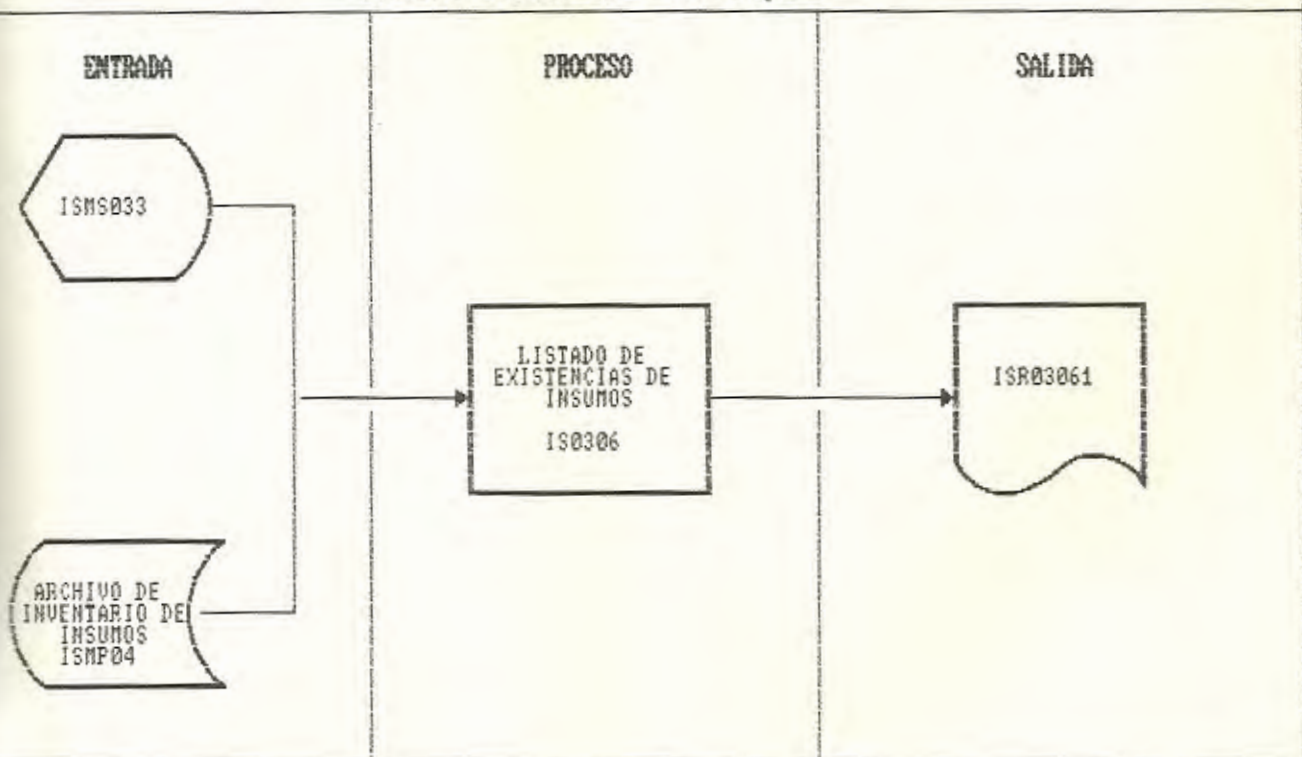 ENTRADA
PROCESO
SALIDA
ISMS033
LISTADO DE
EXISTENCIAS DE
INSUMOS
IS0306
ISR03061
ARCHIVO DE
INVENTARIO DE
INSUMOS
ISMP04